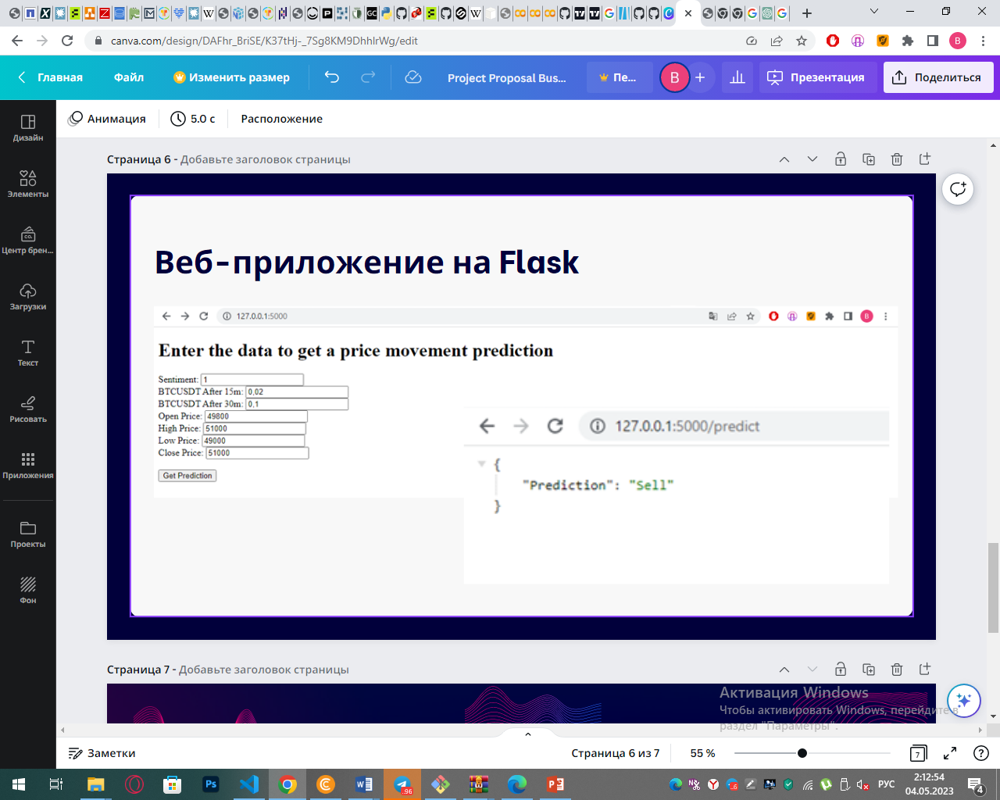 canva.com/design/DAFhr_BriSE/K37tHj-_7Sg8KM9DhhIrWg/edit
B
Главная
Файл
Изменить размер
Project Proposal Bus...
Пе...
B
Презентация
Поделиться
Анимация
5.0 с
Расположение
Дизайн
Элементы
Центр брен...
Загрузки
Текст
Рисовать
Приложения
Проекты
Фон
Страница 6 - Добавьте заголовок страницы
Веб-приложение на Flask
127.0.0.1:5000
B
Enter the data to get a price movement prediction
Sentiment: 1
BTCUSDT After 15m: 0,02
BTCUSDT After 30m: 0,1
Open Price: 49800
High Price: 51000
Low Price: 49000
Close Price: 51000
Get Prediction
127.0.0.1:5000/predict
{
"Prediction": "Sell"
}
Страница 7 - Добавьте заголовок страницы
Активация Windows
Чтобы активировать Windows, перейдите в
раздел "Параметры".
Заметки
Страница 6 из 7
55 %
7
Ps
96
РУС
2:12:54
04.05.2023
4